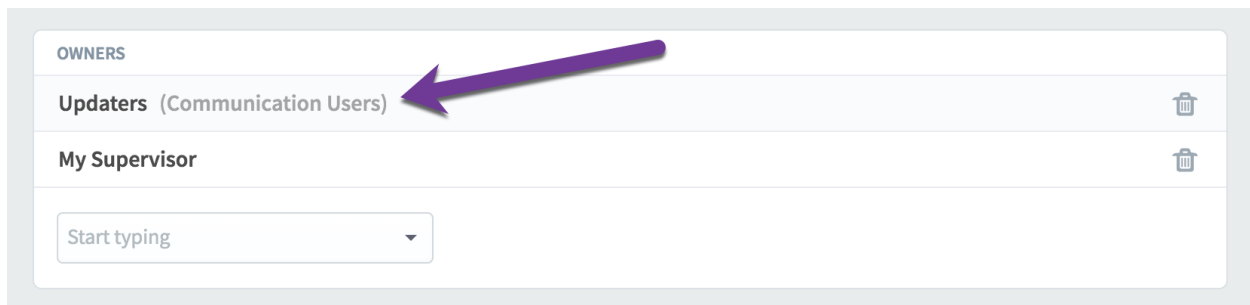 OWNERS
Updaters (Communication Users)
My Supervisor
Start typing